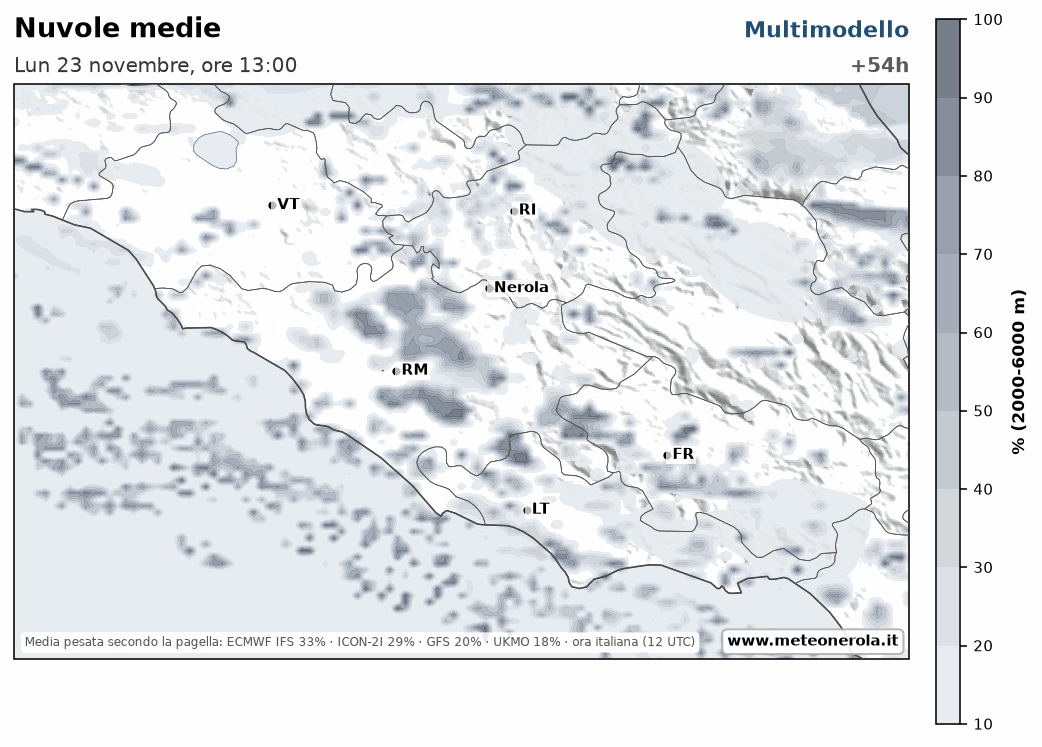 Nuvole medie
Multimodello
Lun 23 novembre, ore 13:00
+54h
100
90
80
70
60
50
40
30
20
10
% (2000-6000 m)
VT
RI
Nerola
RM
FR
LT
Media pesata secondo la pagella: ECMWF IFS 33% · ICON-2I 29% · GFS 20% · UKMO 18% · ora italiana (12 UTC)
www.meteonerola.it